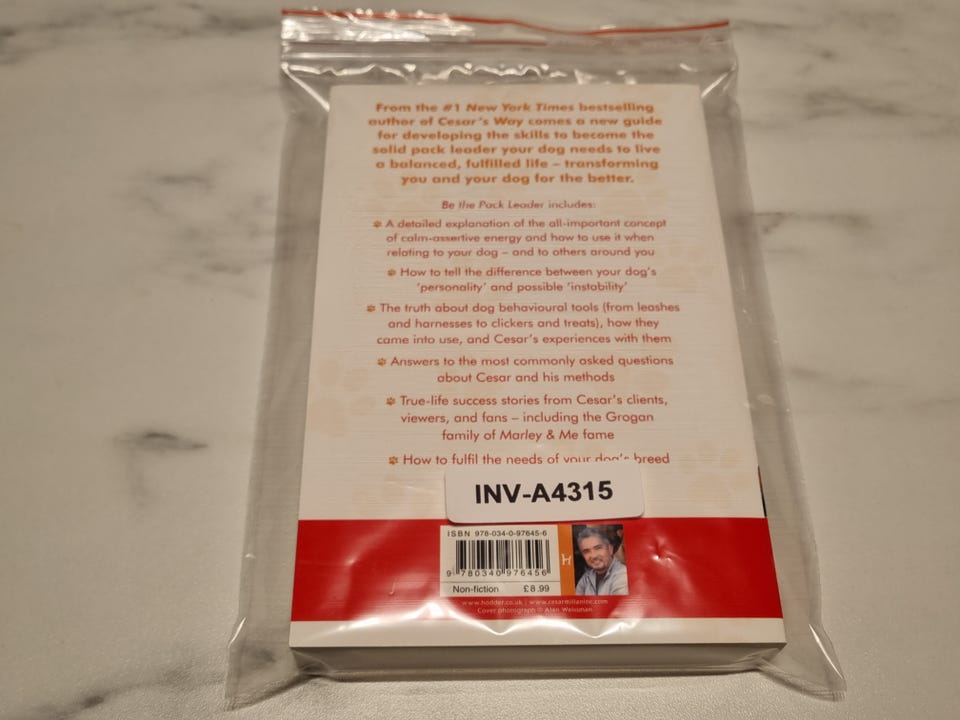 From the #1 New York Times bestselling
author of Cesar's Way comes a new guide
for developing the skills to become the
solid pack leader your dog needs to live
a balanced, fulfilled life – transforming
you and your dog for the better.
Be the Pack Leader includes:
A detailed explanation of the all-important concept
of calm-assertive energy and how to use it when
relating to your dog – and to others around you
How to tell the difference between your dog's
'personality' and possible 'instability'
The truth about dog behavioural tools (from leashes
and harnesses to clickers and treats), how they
came into use, and Cesar's experiences with them
Answers to the most commonly asked questions
about Cesar and his methods
True-life success stories from Cesar's clients,
viewers, and fans – including the Grogan
family of Marley & Me fame
How to fulfil the needs of your dog's breed
INV-A4315
ISBN 978-034-0-97645-6
9 780340 976456
Non-fiction £8.99
www.hodder.co.uk | www.cesarmillaninc.com
Cover photograph © Alan Weissman